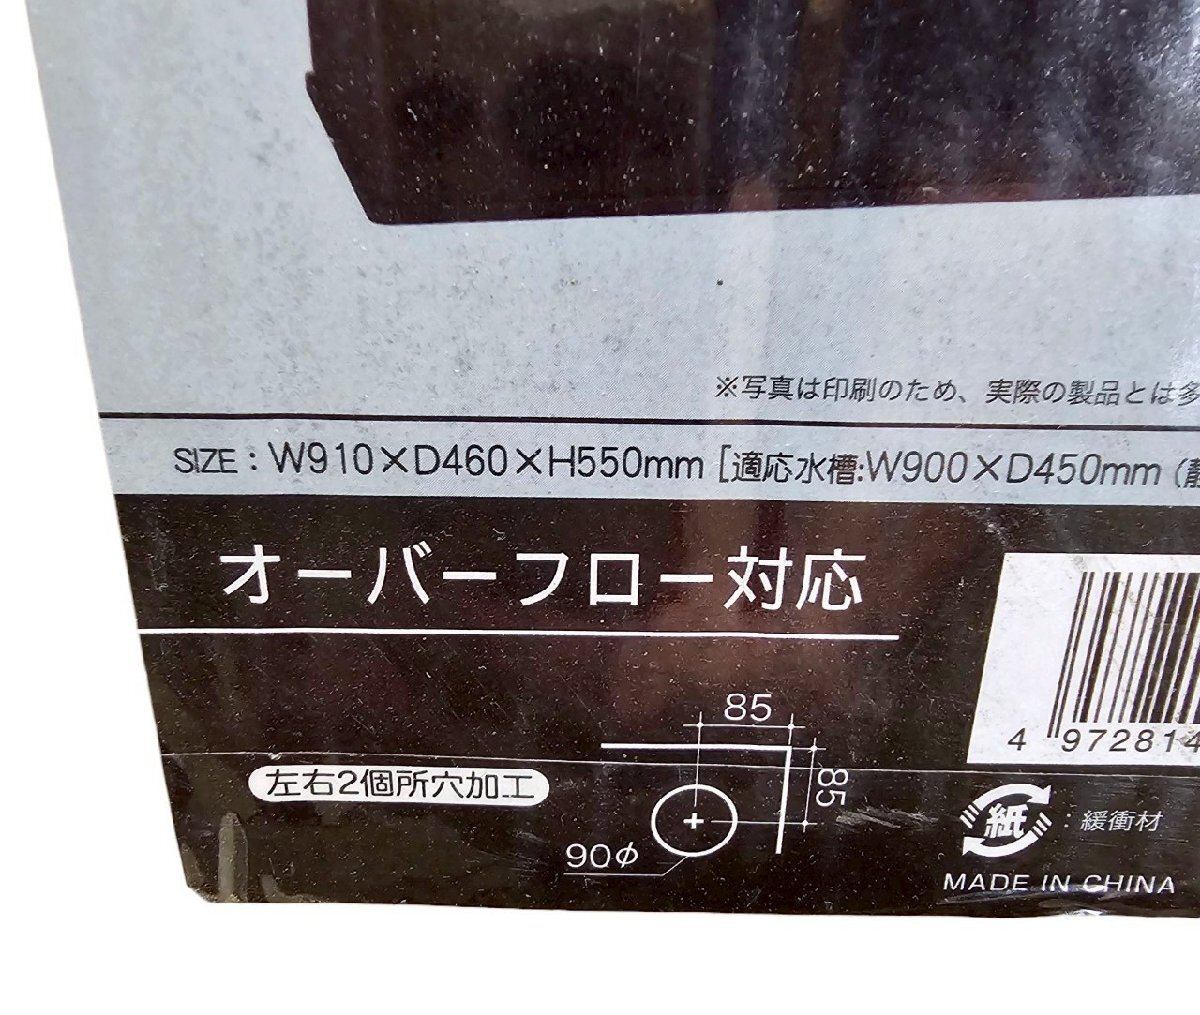 ※写真は印刷のため、実際の製品とは多
SIZE：W910×D460×H550mm [適応水槽:W900×D450mm (
オーバーフロー対応
85
85
左右2個所穴加工
90φ
4 972814
紙：緩衝材
MADE IN CHINA